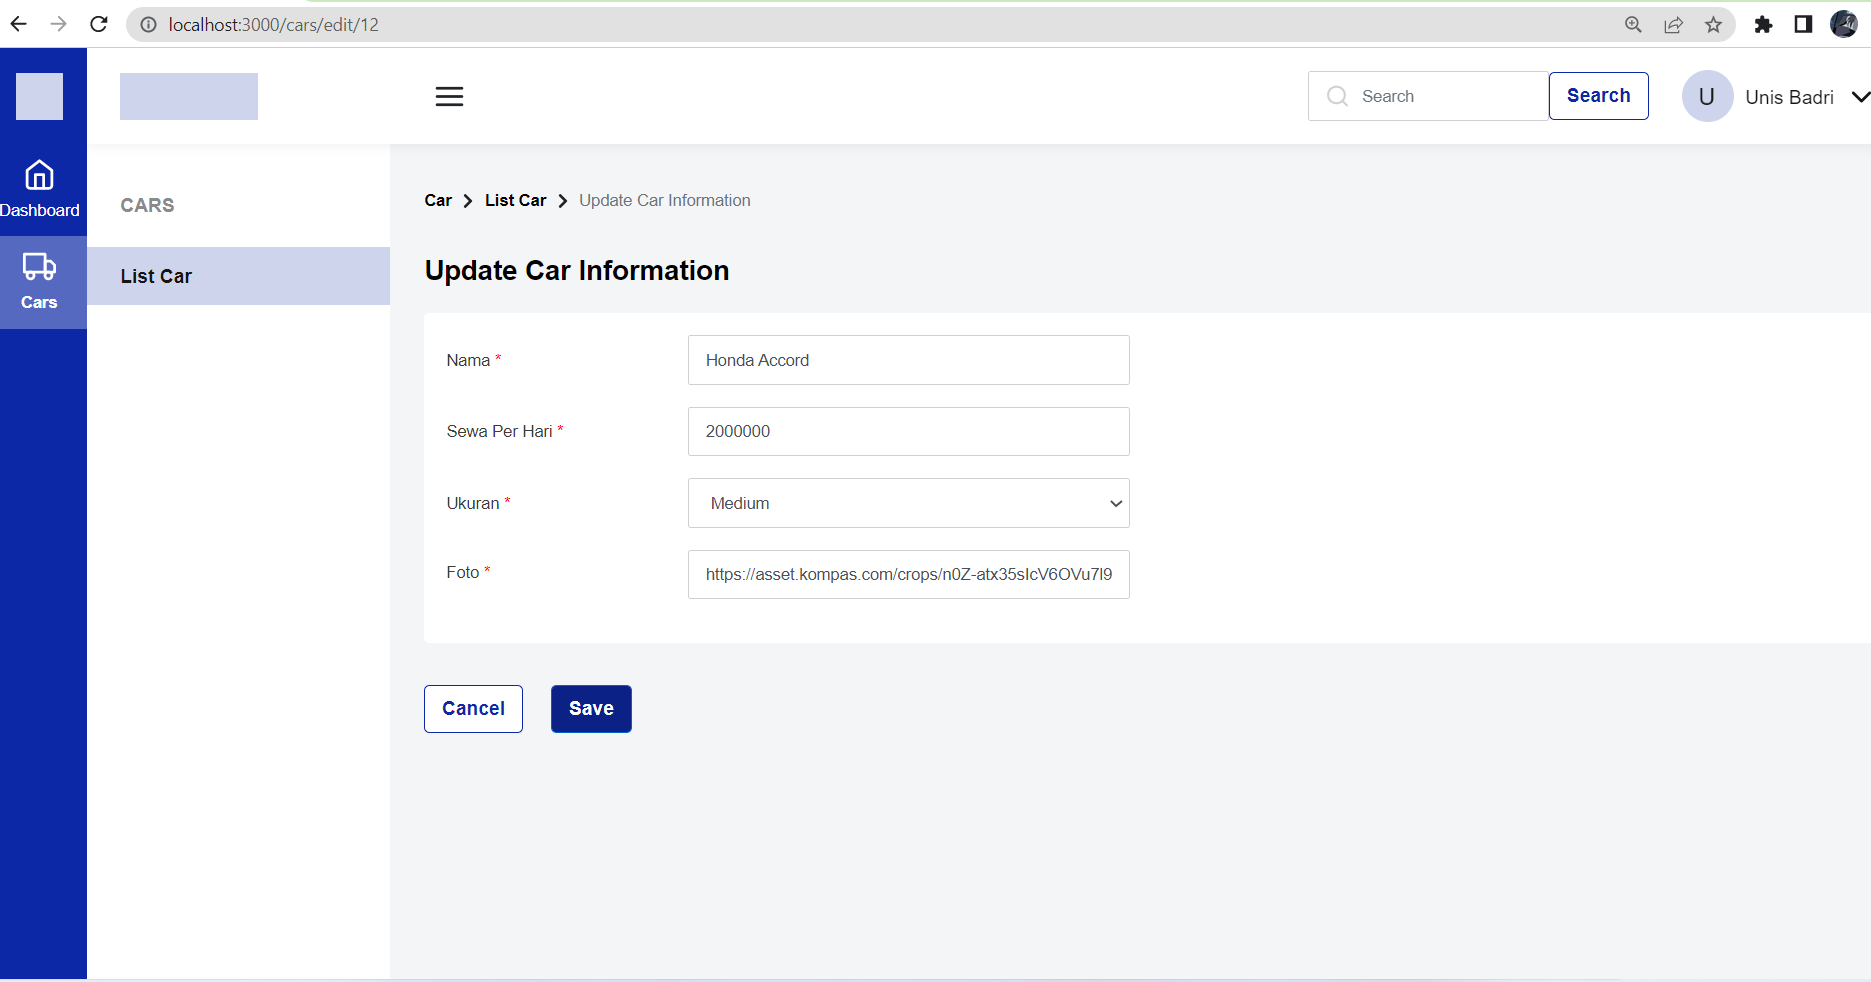 localhost:3000/cars/edit/12
Search
Search
U
Unis Badri
Dashboard
Cars
CARS
List Car
Car
List Car
Update Car Information
Update Car Information
Nama *
Honda Accord
Sewa Per Hari *
2000000
Ukuran *
Medium
Foto *
https://asset.kompas.com/crops/n0Z-atx35sIcV6OVu7l9
Cancel
Save